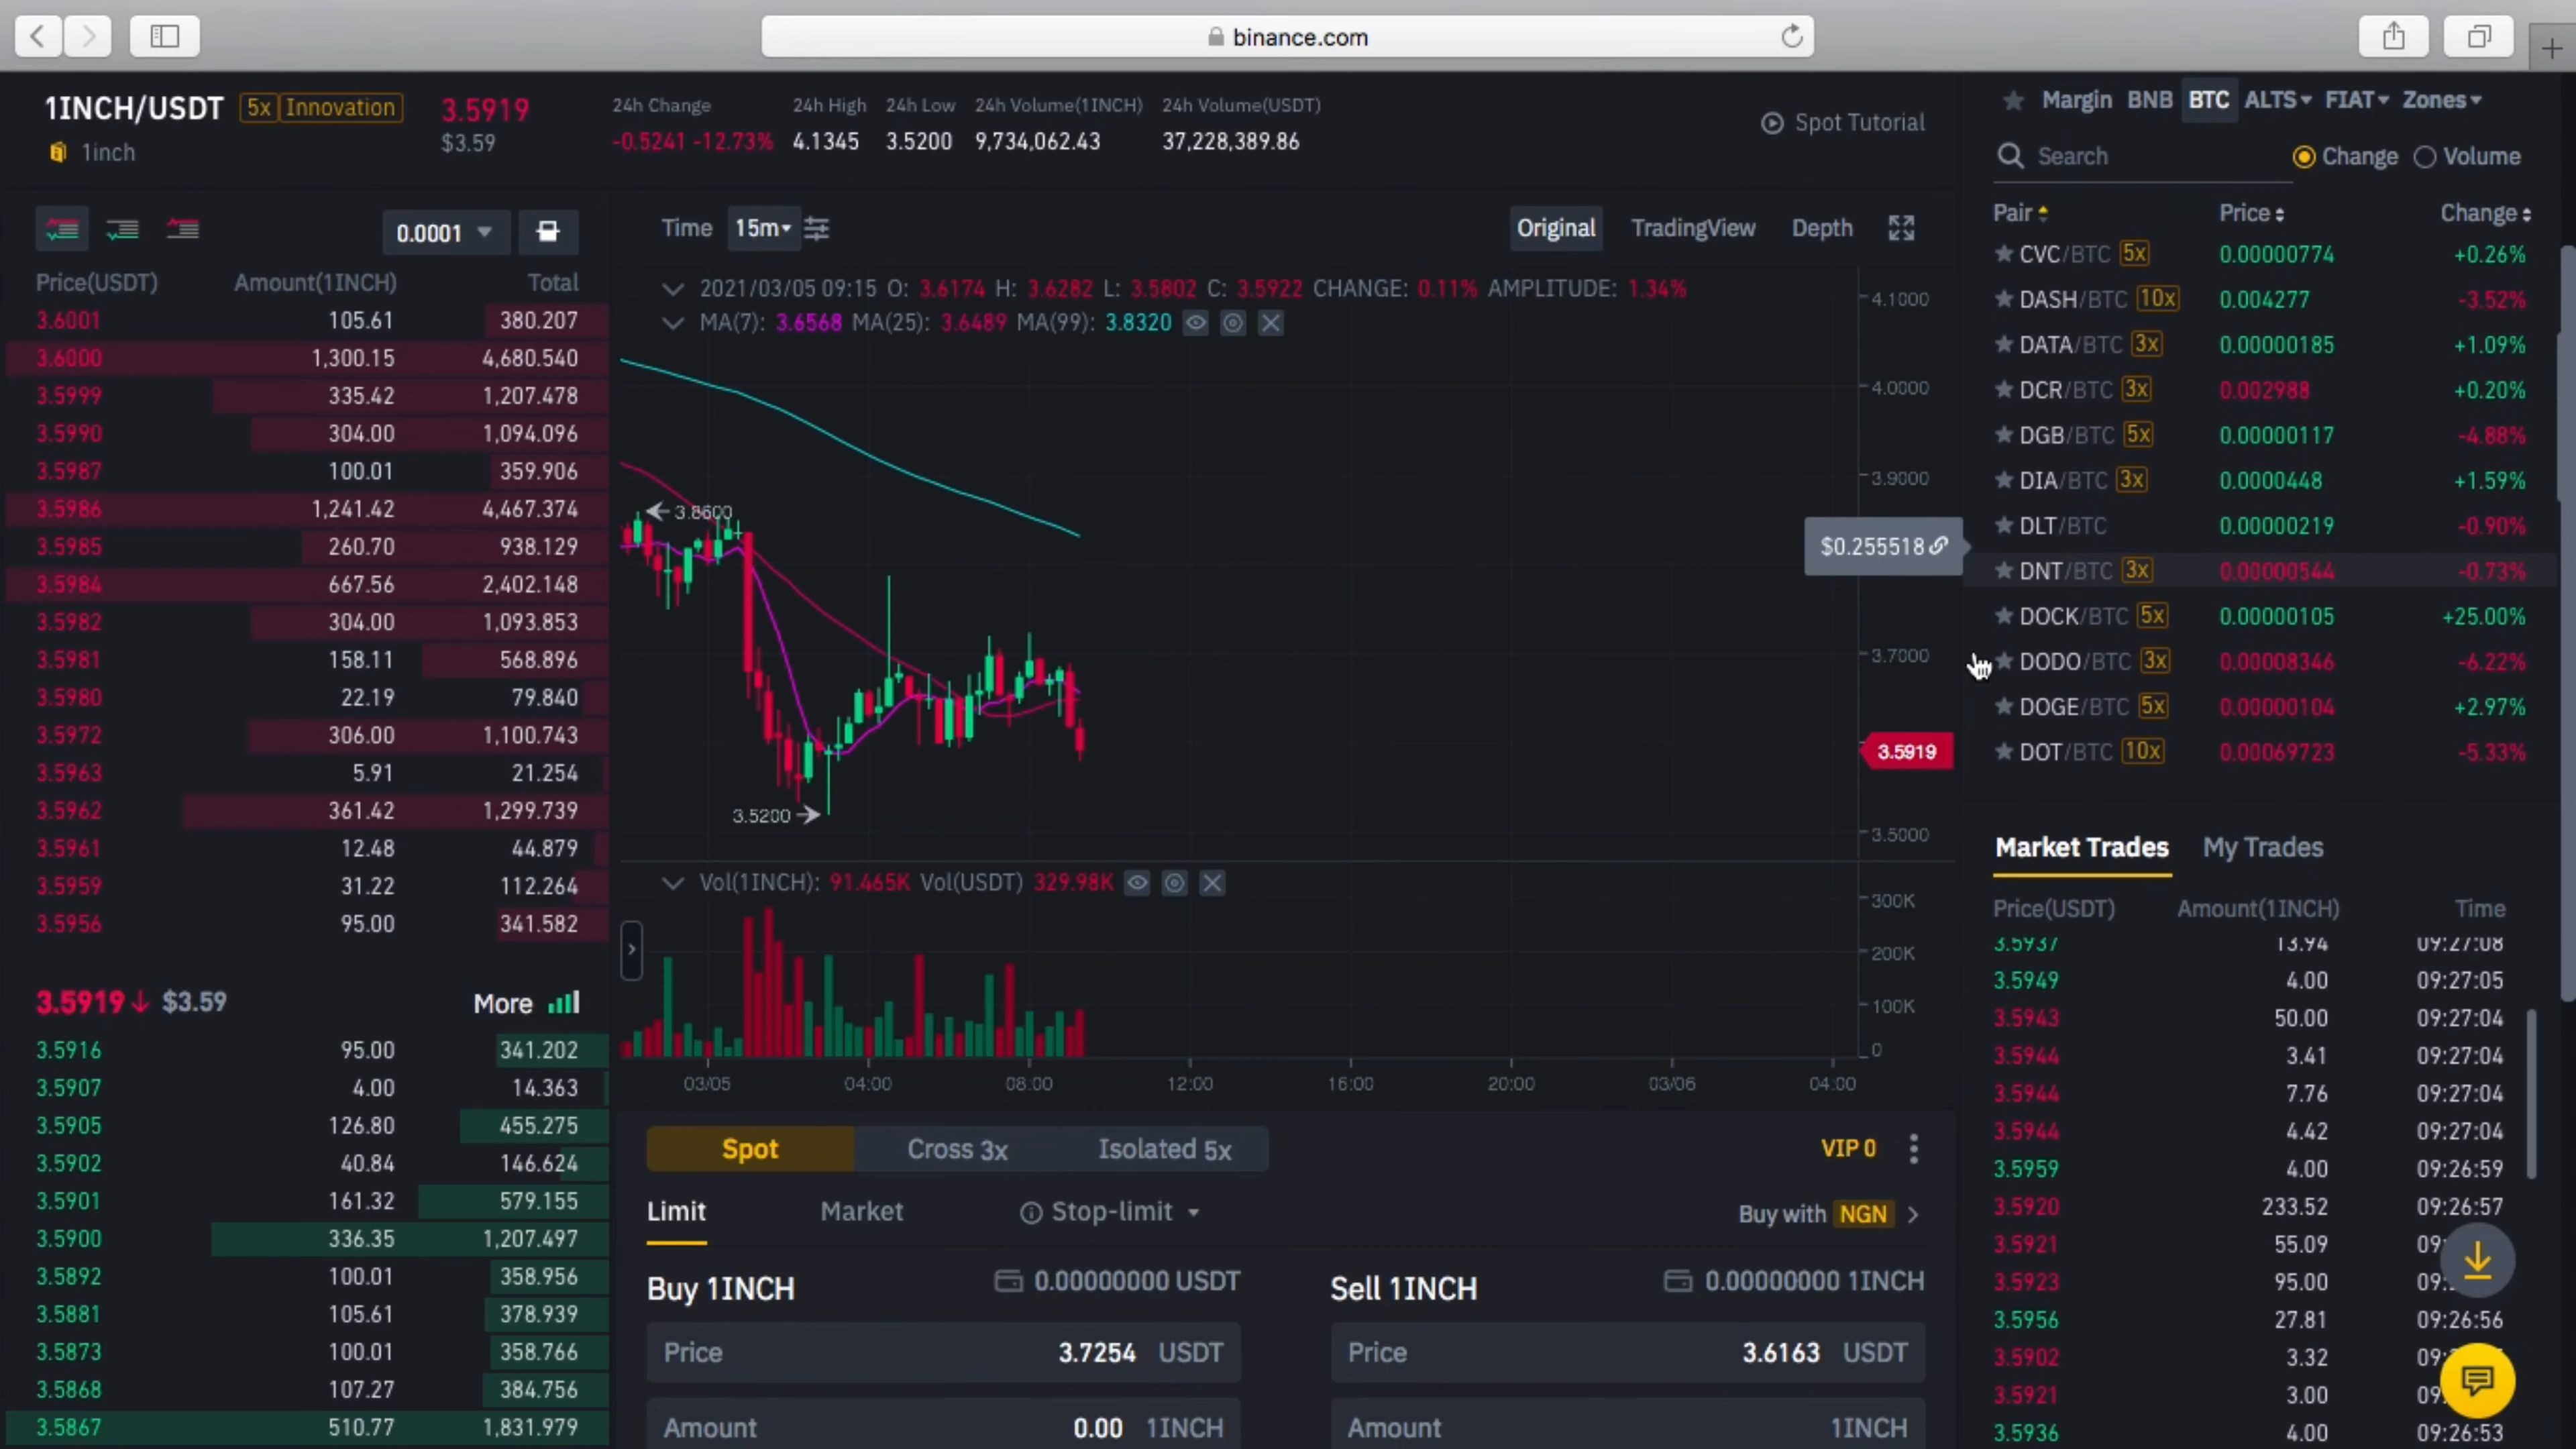 binance.com
1INCH/USDT 5x Innovation 3.5919
$3.59
1inch
24h Change 24h High 24h Low 24h Volume(1INCH) 24h Volume(USDT)
-0.5241 -12.73% 4.1345 3.5200 9,734,062.43 37,228,389.86
Spot Tutorial
0.0001
Price(USDT) Amount(1INCH) Total
3.6001 105.61 380.207
3.6000 1,300.15 4,680.540
3.5999 335.42 1,207.478
3.5990 304.00 1,094.096
3.5987 100.01 359.906
3.5986 1,241.42 4,467.374
3.5985 260.70 938.129
3.5984 667.56 2,402.148
3.5982 304.00 1,093.853
3.5981 158.11 568.896
3.5980 22.19 79.840
3.5972 306.00 1,100.743
3.5963 5.91 21.254
3.5962 361.42 1,299.739
3.5961 12.48 44.879
3.5959 31.22 112.264
3.5956 95.00 341.582
3.5919 $3.59 More
3.5916 95.00 341.202
3.5907 4.00 14.363
3.5905 126.80 455.275
3.5902 40.84 146.624
3.5901 161.32 579.155
3.5900 336.35 1,207.497
3.5892 100.01 358.956
3.5881 105.61 378.939
3.5873 100.01 358.766
3.5868 107.27 384.756
3.5867 510.77 1,831.979
Time 15m Original TradingView Depth
2021/03/05 09:15 O: 3.6174 H: 3.6282 L: 3.5802 C: 3.5922 CHANGE: 0.11% AMPLITUDE: 1.34%
MA(7): 3.6568 MA(25): 3.6489 MA(99): 3.8320
4.1000
4.0000
3.9000
3.8600
$0.255518
3.7000
3.5919
3.5200
3.5000
Vol(1INCH): 91.465K Vol(USDT) 329.98K
300K
200K
100K
0
03/05 04:00 08:00 12:00 16:00 20:00 03/06 04:00
Spot Cross 3x Isolated 5x VIP 0
Limit Market Stop-limit Buy with NGN
Buy 1INCH 0.00000000 USDT Sell 1INCH 0.00000000 1INCH
Price 3.7254 USDT Price 3.6163 USDT
Amount 0.00 1INCH Amount 1INCH
Margin BNB BTC ALTS FIAT Zones
Search Change Volume
Pair Price Change
CVC/BTC 5x 0.00000774 +0.26%
DASH/BTC 10x 0.004277 -3.52%
DATA/BTC 3x 0.00000185 +1.09%
DCR/BTC 3x 0.002988 +0.20%
DGB/BTC 5x 0.00000117 -4.88%
DIA/BTC 3x 0.0000448 +1.59%
DLT/BTC 0.00000219 -0.90%
DNT/BTC 3x 0.00000544 -0.73%
DOCK/BTC 5x 0.00000105 +25.00%
DODO/BTC 3x 0.00008346 -6.22%
DOGE/BTC 5x 0.00000104 +2.97%
DOT/BTC 10x 0.00069723 -5.33%
Market Trades My Trades
Price(USDT) Amount(1INCH) Time
3.5937 13.94 09:27:08
3.5949 4.00 09:27:05
3.5943 50.00 09:27:04
3.5944 3.41 09:27:04
3.5944 7.76 09:27:04
3.5944 4.42 09:27:04
3.5959 4.00 09:26:59
3.5920 233.52 09:26:57
3.5921 55.09
3.5923 95.00
3.5956 27.81 09:26:56
3.5902 3.32
3.5921 3.00
3.5936 4.00 09:26:53